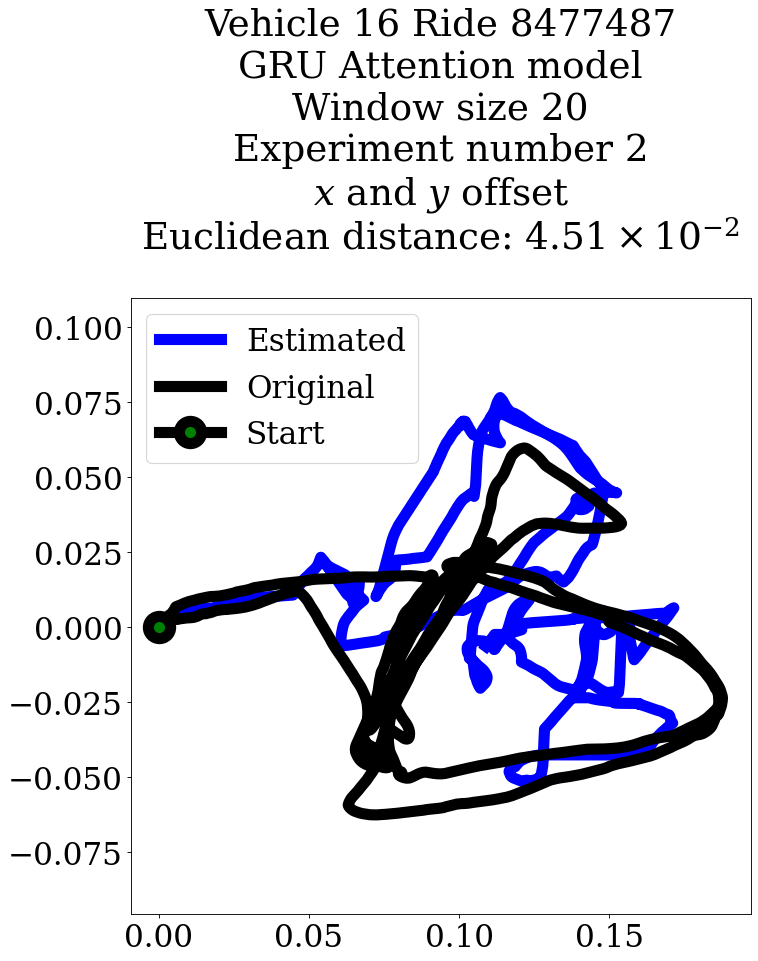 Vehicle 16 Ride 8477487
GRU Attention model
Window size 20
Experiment number 2
x and y offset
Euclidean distance: 4.51 × 10⁻²
Estimated
Original
Start
0.100
0.075
0.050
0.025
0.000
−0.025
−0.050
−0.075
0.00 0.05 0.10 0.15